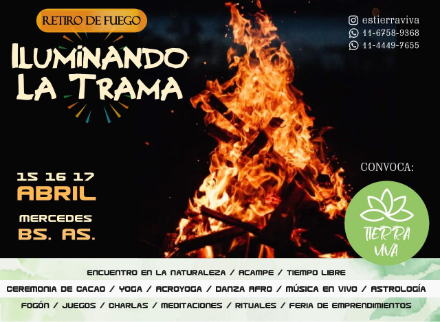 RETIRO DE FUEGO
ILUMINANDO
LA TRAMA
estierraviva
11-6758-9368
11-4449-7655
15 16 17
ABRIL
MERCEDES
BS. AS.
CONVOCA:
TIERRA
VIVA
ENCUENTRO EN LA NATURALEZA / ACAMPE / TIEMPO LIBRE
CEREMONIA DE CACAO / YOGA / ACROYOGA / DANZA AFRO / MÚSICA EN VIVO / ASTROLOGÍA
FOGÓN / JUEGOS / CHARLAS / MEDITACIONES / RITUALES / FERIA DE EMPRENDIMIENTOS